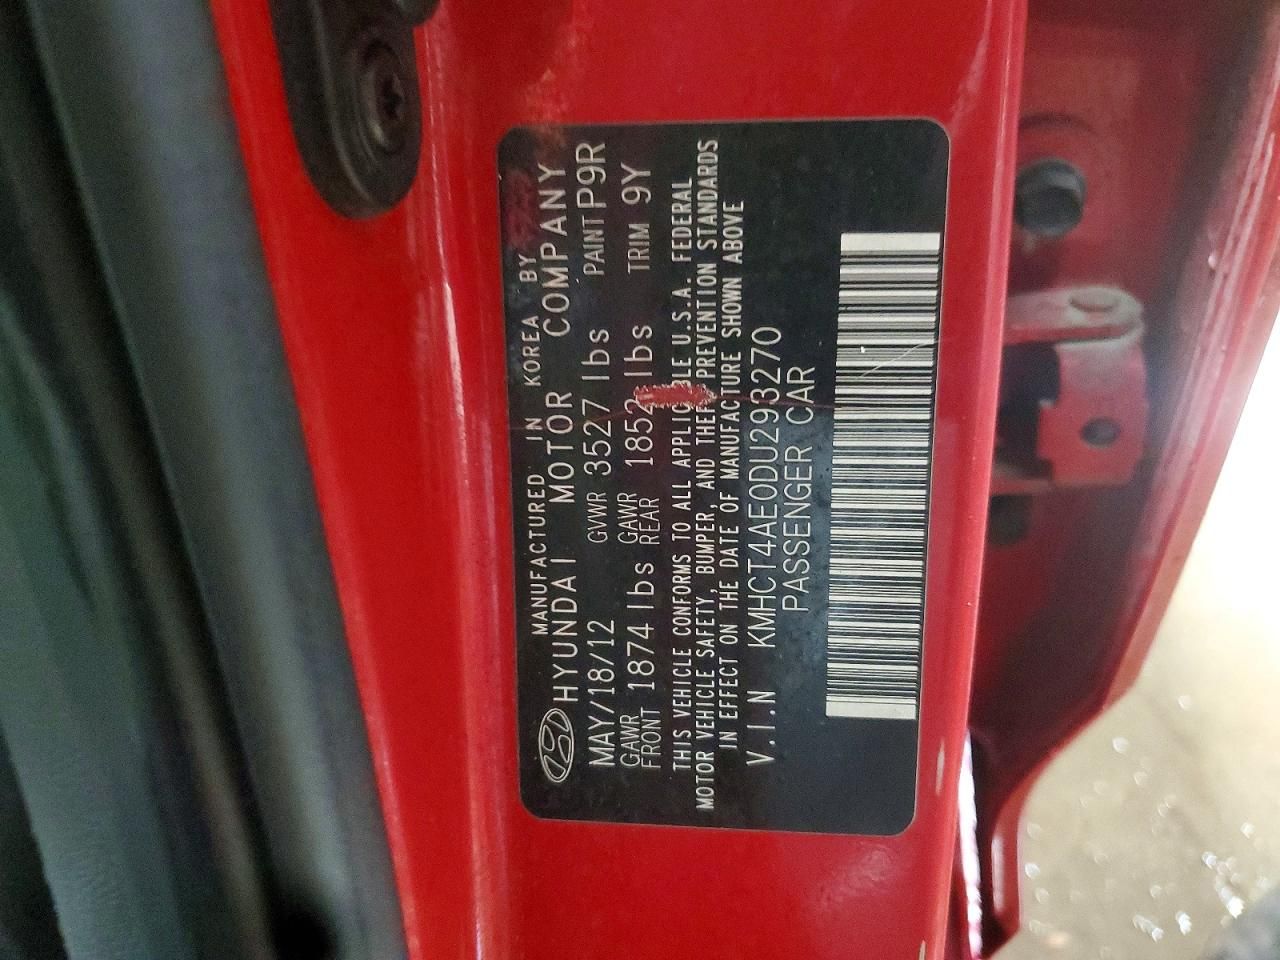 MANUFACTURED IN KOREA BY
HYUNDAI MOTOR COMPANY
MAY/18/12 GVWR 3527 lbs PAINT P9R
GAWR FRONT 1874 lbs GAWR REAR 1852 lbs TRIM 9Y
THIS VEHICLE CONFORMS TO ALL APPLICABLE U.S.A. FEDERAL
MOTOR VEHICLE SAFETY, BUMPER, AND THEFT PREVENTION STANDARDS
IN EFFECT ON THE DATE OF MANUFACTURE SHOWN ABOVE
V.I.N KMHCT4AE0DU293270
PASSENGER CAR